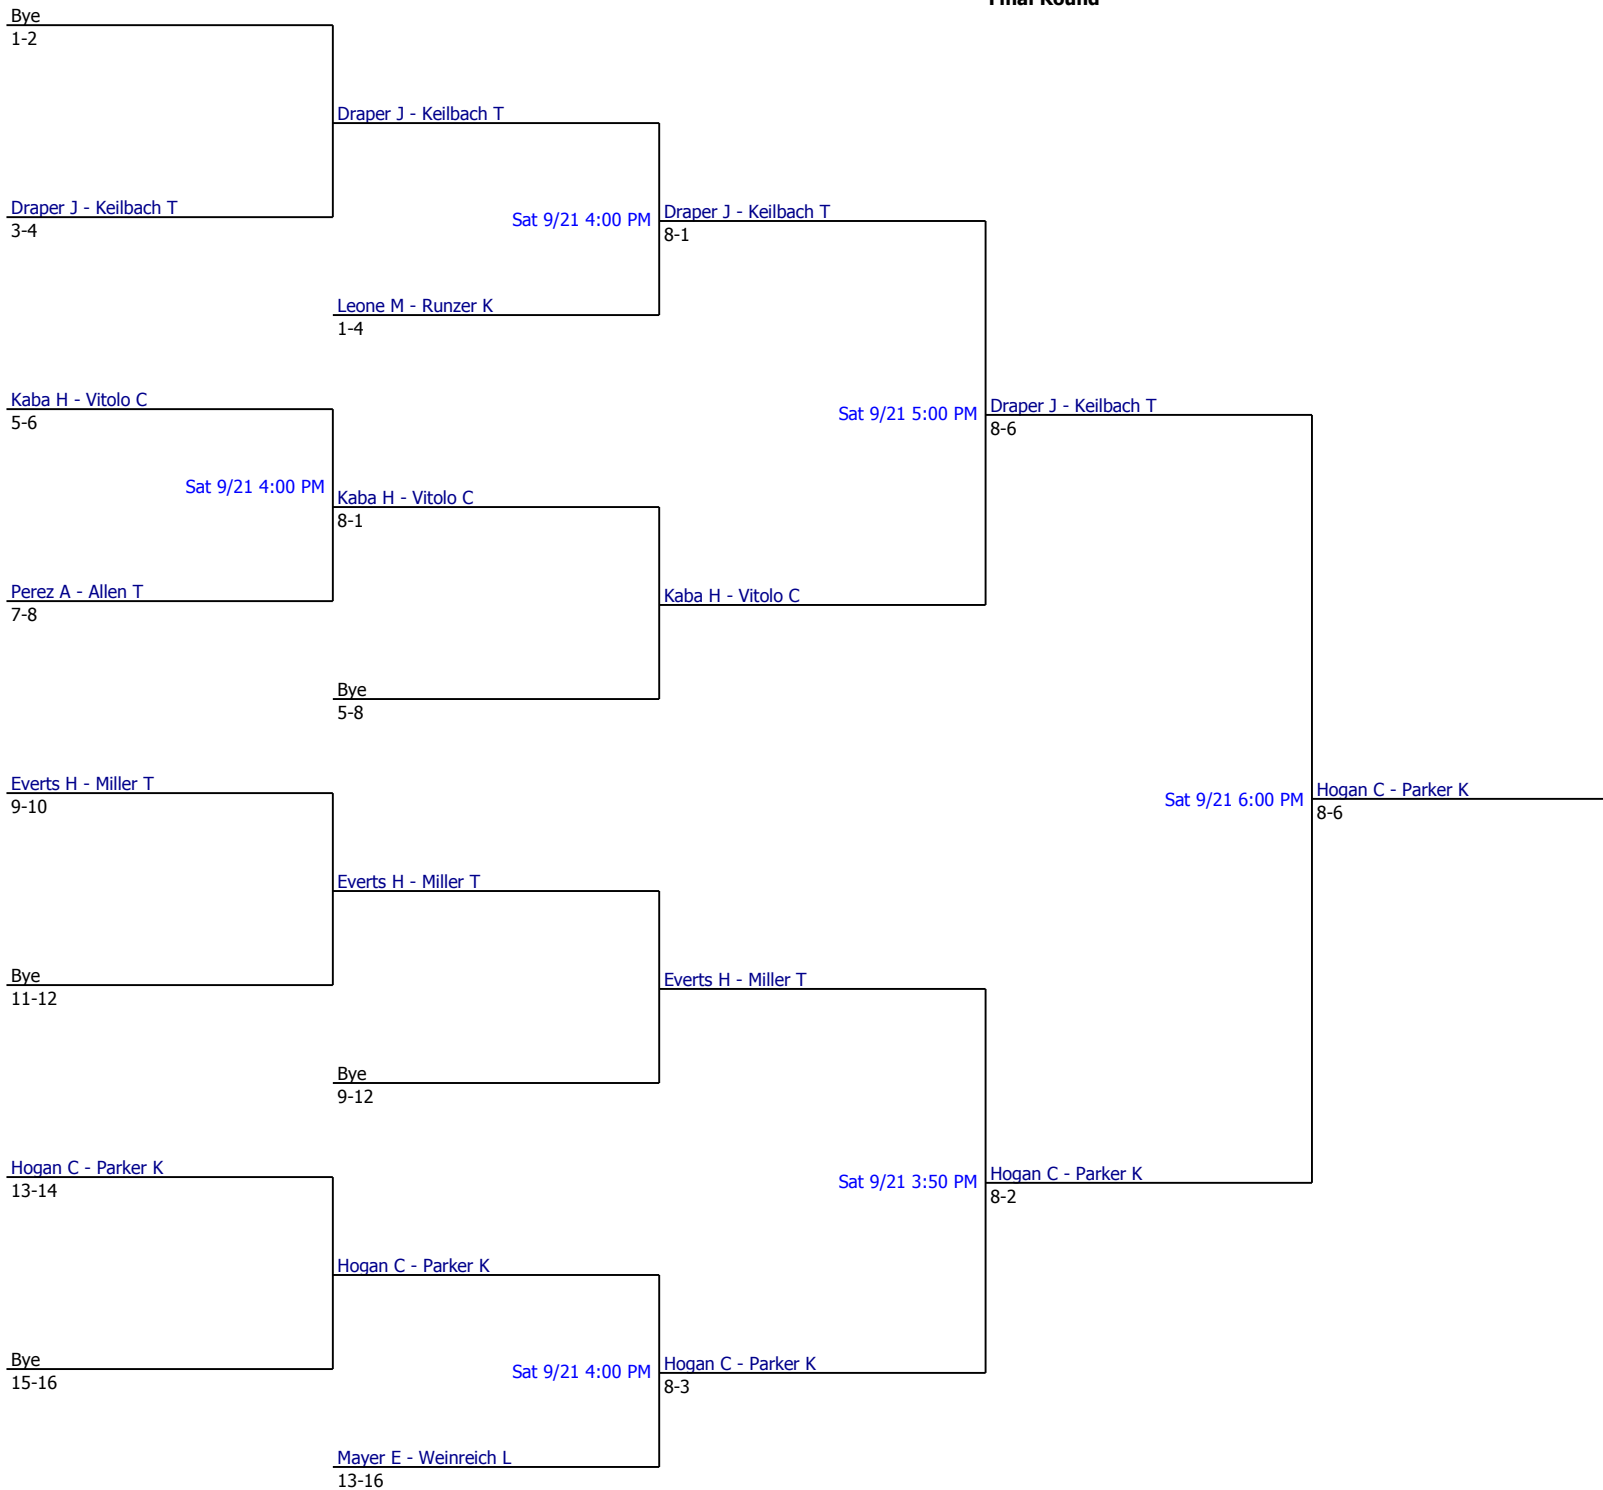 Final Round
Bye
1-2
Draper J - Keilbach T
Draper J - Keilbach T
3-4
Sat 9/21 4:00 PM
Draper J - Keilbach T
8-1
Leone M - Runzer K
1-4
Kaba H - Vitolo C
5-6
Sat 9/21 5:00 PM
Draper J - Keilbach T
8-6
Sat 9/21 4:00 PM
Kaba H - Vitolo C
8-1
Perez A - Allen T
7-8
Kaba H - Vitolo C
Bye
5-8
Everts H - Miller T
9-10
Sat 9/21 6:00 PM
Hogan C - Parker K
8-6
Everts H - Miller T
Bye
11-12
Everts H - Miller T
Bye
9-12
Hogan C - Parker K
13-14
Sat 9/21 3:50 PM
Hogan C - Parker K
8-2
Hogan C - Parker K
Bye
15-16
Sat 9/21 4:00 PM
Hogan C - Parker K
8-3
Mayer E - Weinreich L
13-16